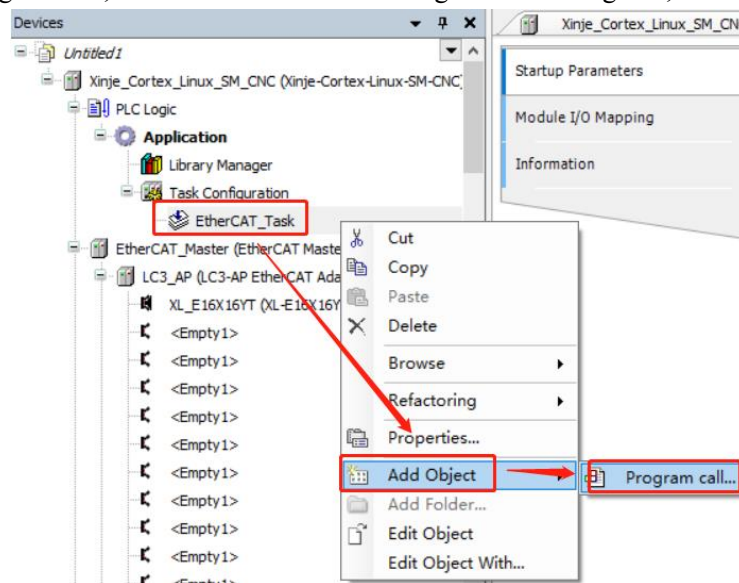 Devices
Xinje_Cortex_Linux_SM_CN
Untitled1
Xinje_Cortex_Linux_SM_CNC (Xinje-Cortex-Linux-SM-CNC)
PLC Logic
Application
Library Manager
Task Configuration
EtherCAT_Task
EtherCAT_Master (EtherCAT Maste
LC3_AP (LC3-AP EtherCAT Ada
XL_E16X16YT (XL-E16X16Y
<Empty1>
<Empty1>
<Empty1>
<Empty1>
<Empty1>
<Empty1>
<Empty1>
<Empty1>
<Empty1>
<Empty1>
Startup Parameters
Module I/O Mapping
Information
Cut
Copy
Paste
Delete
Browse
Refactoring
Properties...
Add Object
Add Folder...
Edit Object
Edit Object With...
Program call...